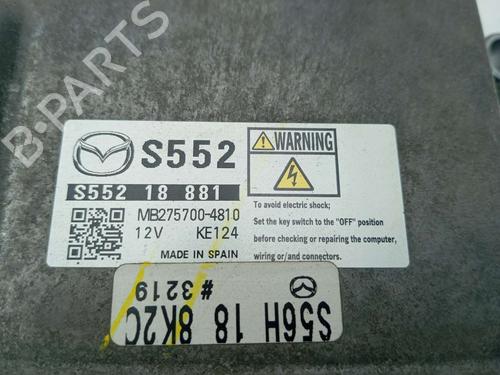 B-PARTS
S552
S552 18 881
MB275700-4810
12V KE124
MADE IN SPAIN
WARNING
To avoid electric shock;
Set the key switch to the "OFF" position
before checking or repairing the computer,
wiring or/and connectors.
S56H 18 8K2C
# 3219